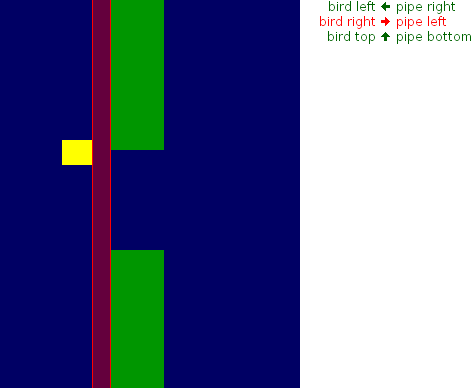 bird left ← pipe right
bird right → pipe left
bird top ↑ pipe bottom